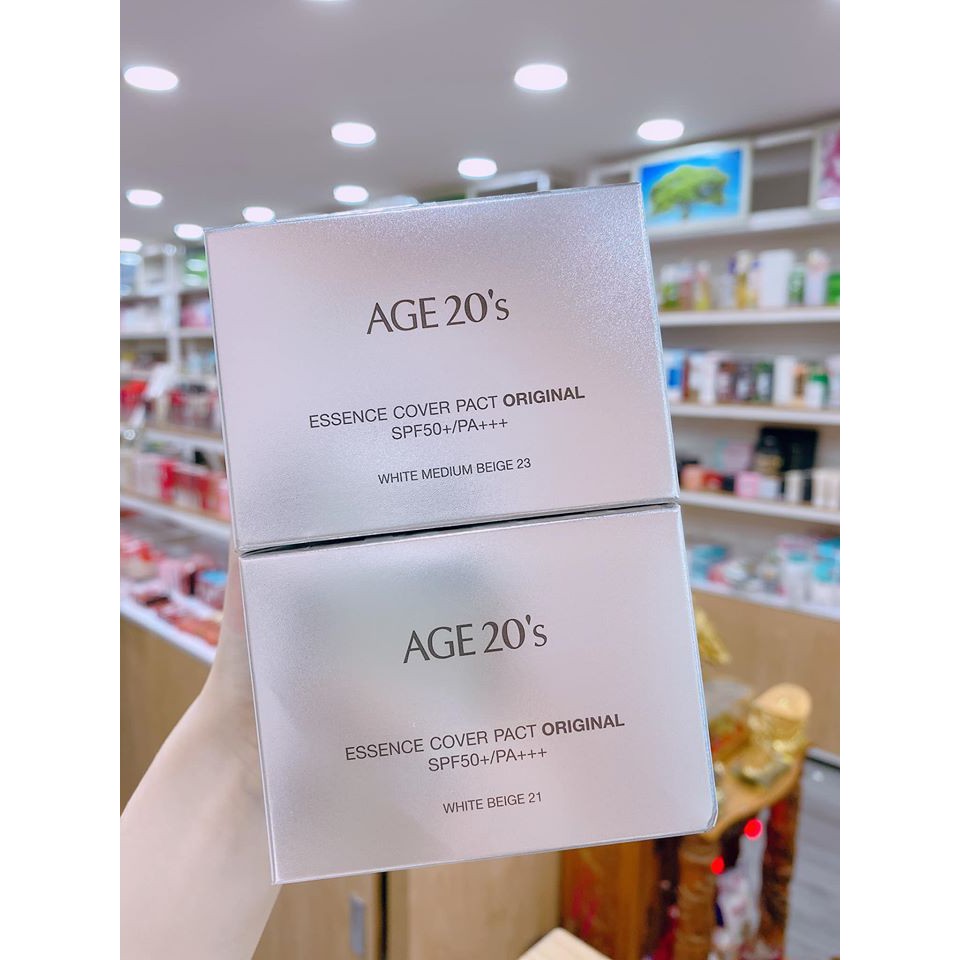 AGE 20's
ESSENCE COVER PACT ORIGINAL
SPF50+/PA+++
WHITE MEDIUM BEIGE 23
AGE 20's
ESSENCE COVER PACT ORIGINAL
SPF50+/PA+++
WHITE BEIGE 21